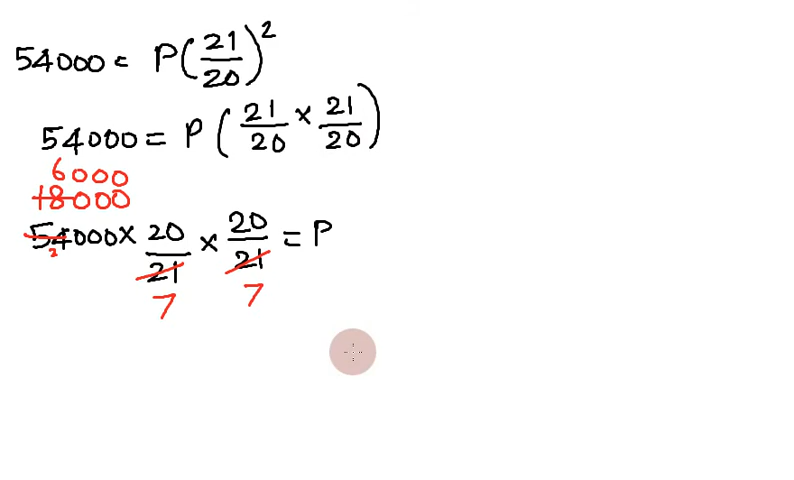 54000 = P(21/20)²
54000 = P(21/20 × 21/20)
6000
18000
54000 × 20/21 × 20/21 = P
2
7 7